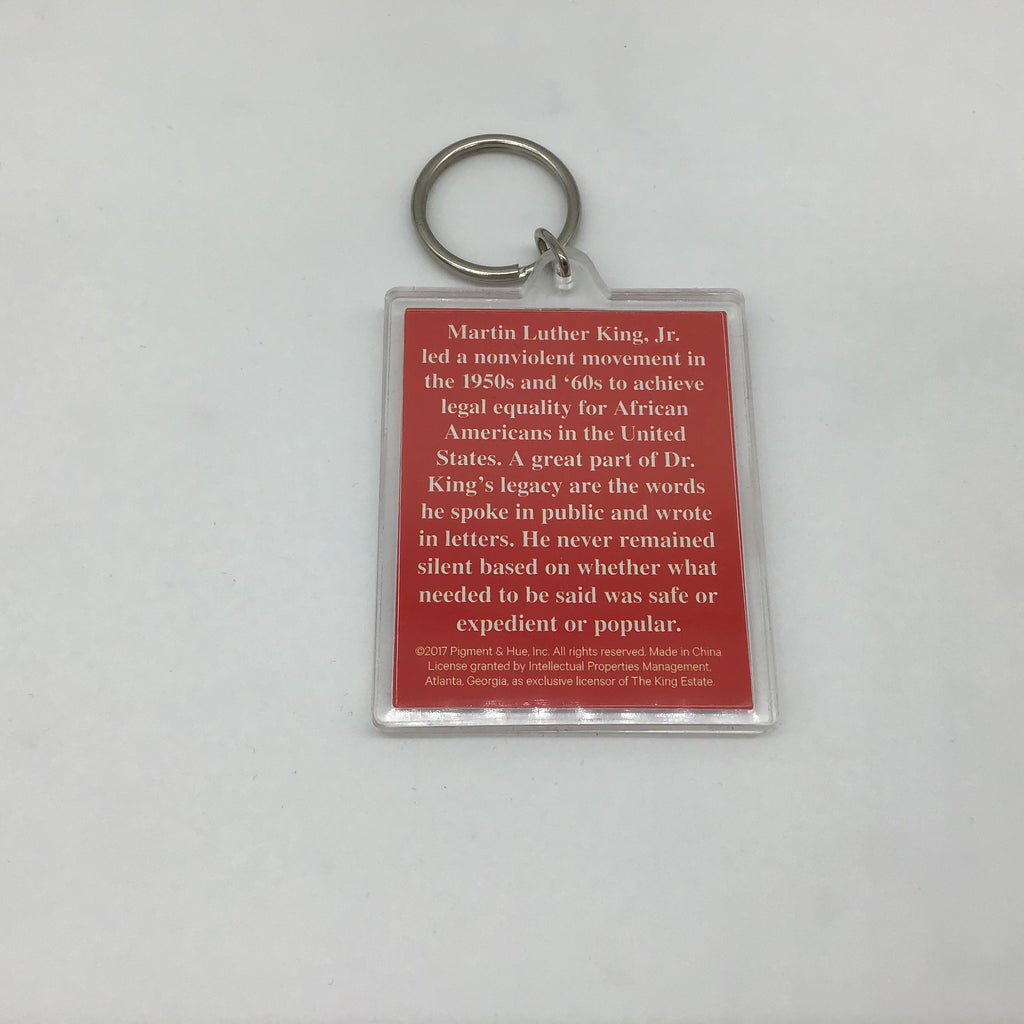 Martin Luther King, Jr.
led a nonviolent movement in
the 1950s and ‘60s to achieve
legal equality for African
Americans in the United
States. A great part of Dr.
King’s legacy are the words
he spoke in public and wrote
in letters. He never remained
silent based on whether what
needed to be said was safe or
expedient or popular.
©2017 Pigment & Hue, Inc. All rights reserved. Made in China
License granted by Intellectual Properties Management,
Atlanta, Georgia, as exclusive licensor of The King Estate.